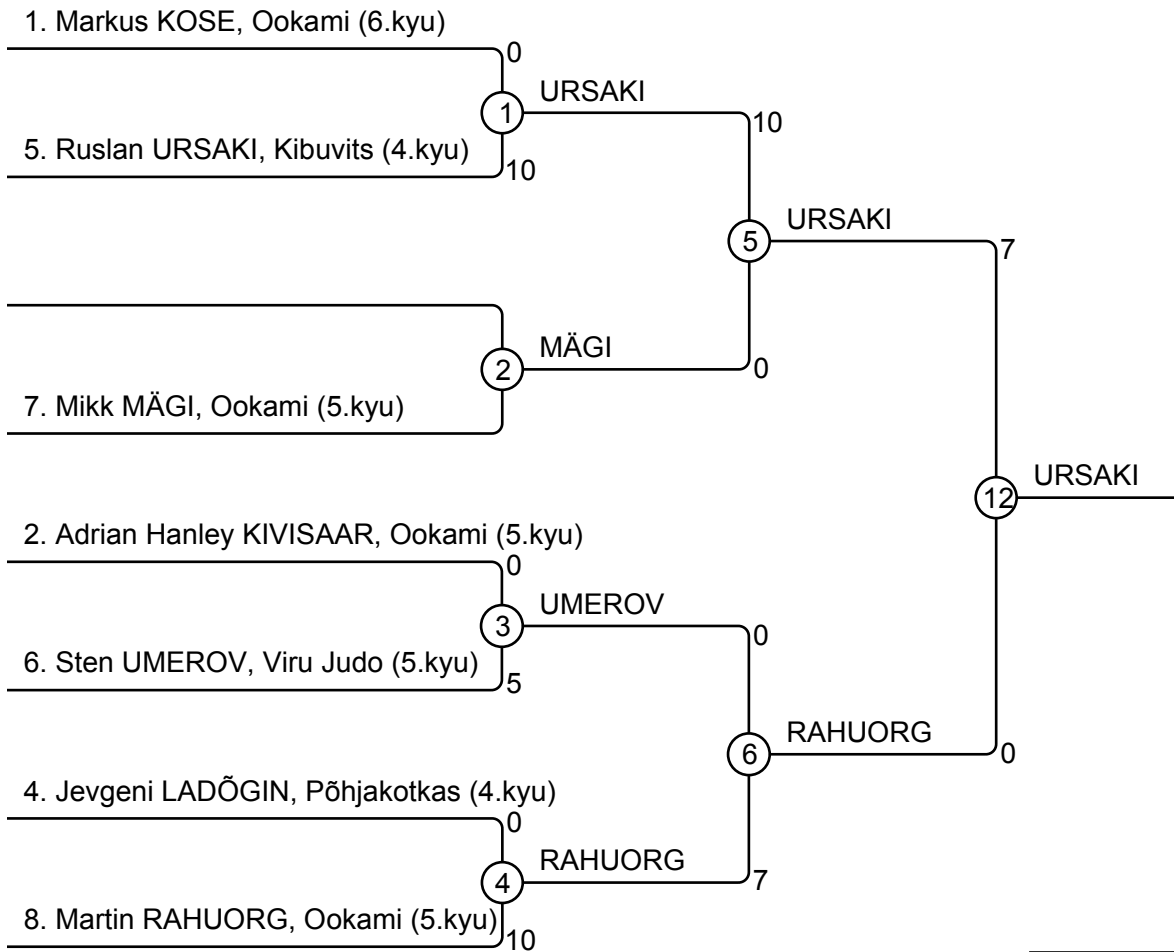 1. Markus KOSE, Ookami (6.kyu)
0
1
URSAKI
10
5. Ruslan URSAKI, Kibuvits (4.kyu)
10
5
URSAKI
7
2
MÄGI
0
7. Mikk MÄGI, Ookami (5.kyu)
12
URSAKI
2. Adrian Hanley KIVISAAR, Ookami (5.kyu)
0
3
UMEROV
0
6. Sten UMEROV, Viru Judo (5.kyu)
5
6
RAHUORG
0
4. Jevgeni LADÕGIN, Põhjakotkas (4.kyu)
0
4
RAHUORG
7
8. Martin RAHUORG, Ookami (5.kyu)
10